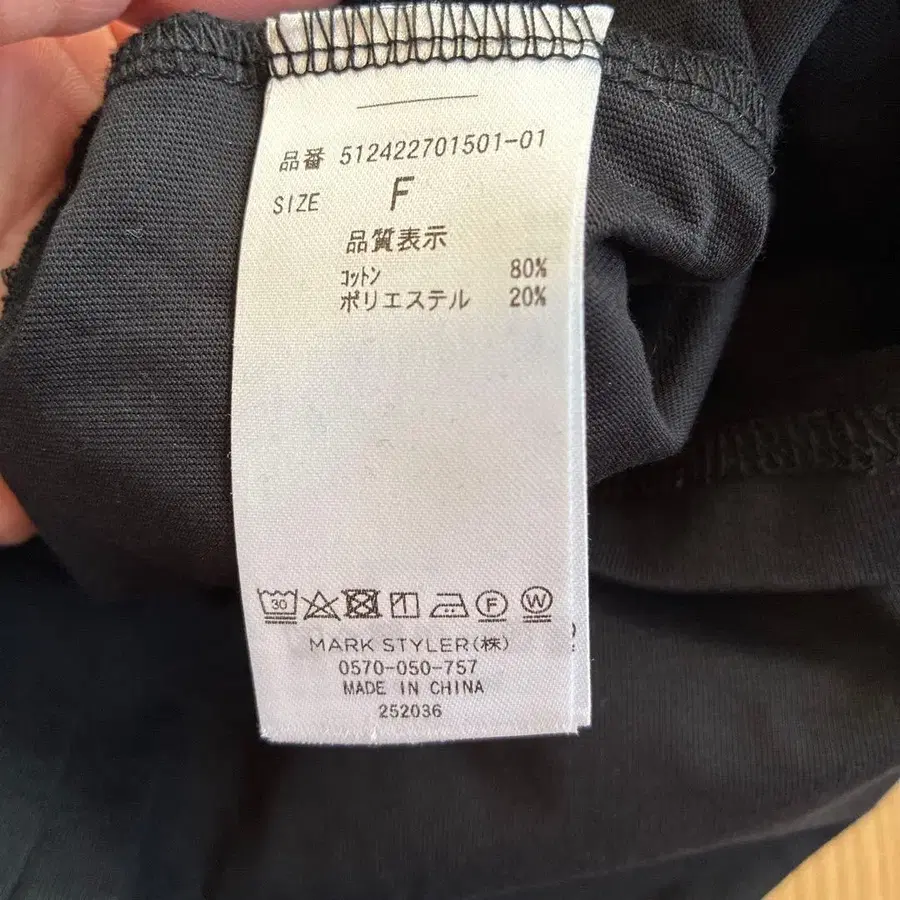 品番 512422701501-01
SIZE F
品質表示
コットン 80%
ポリエステル 20%
30
F W
MARK STYLER(株)
0570-050-757
MADE IN CHINA
252036